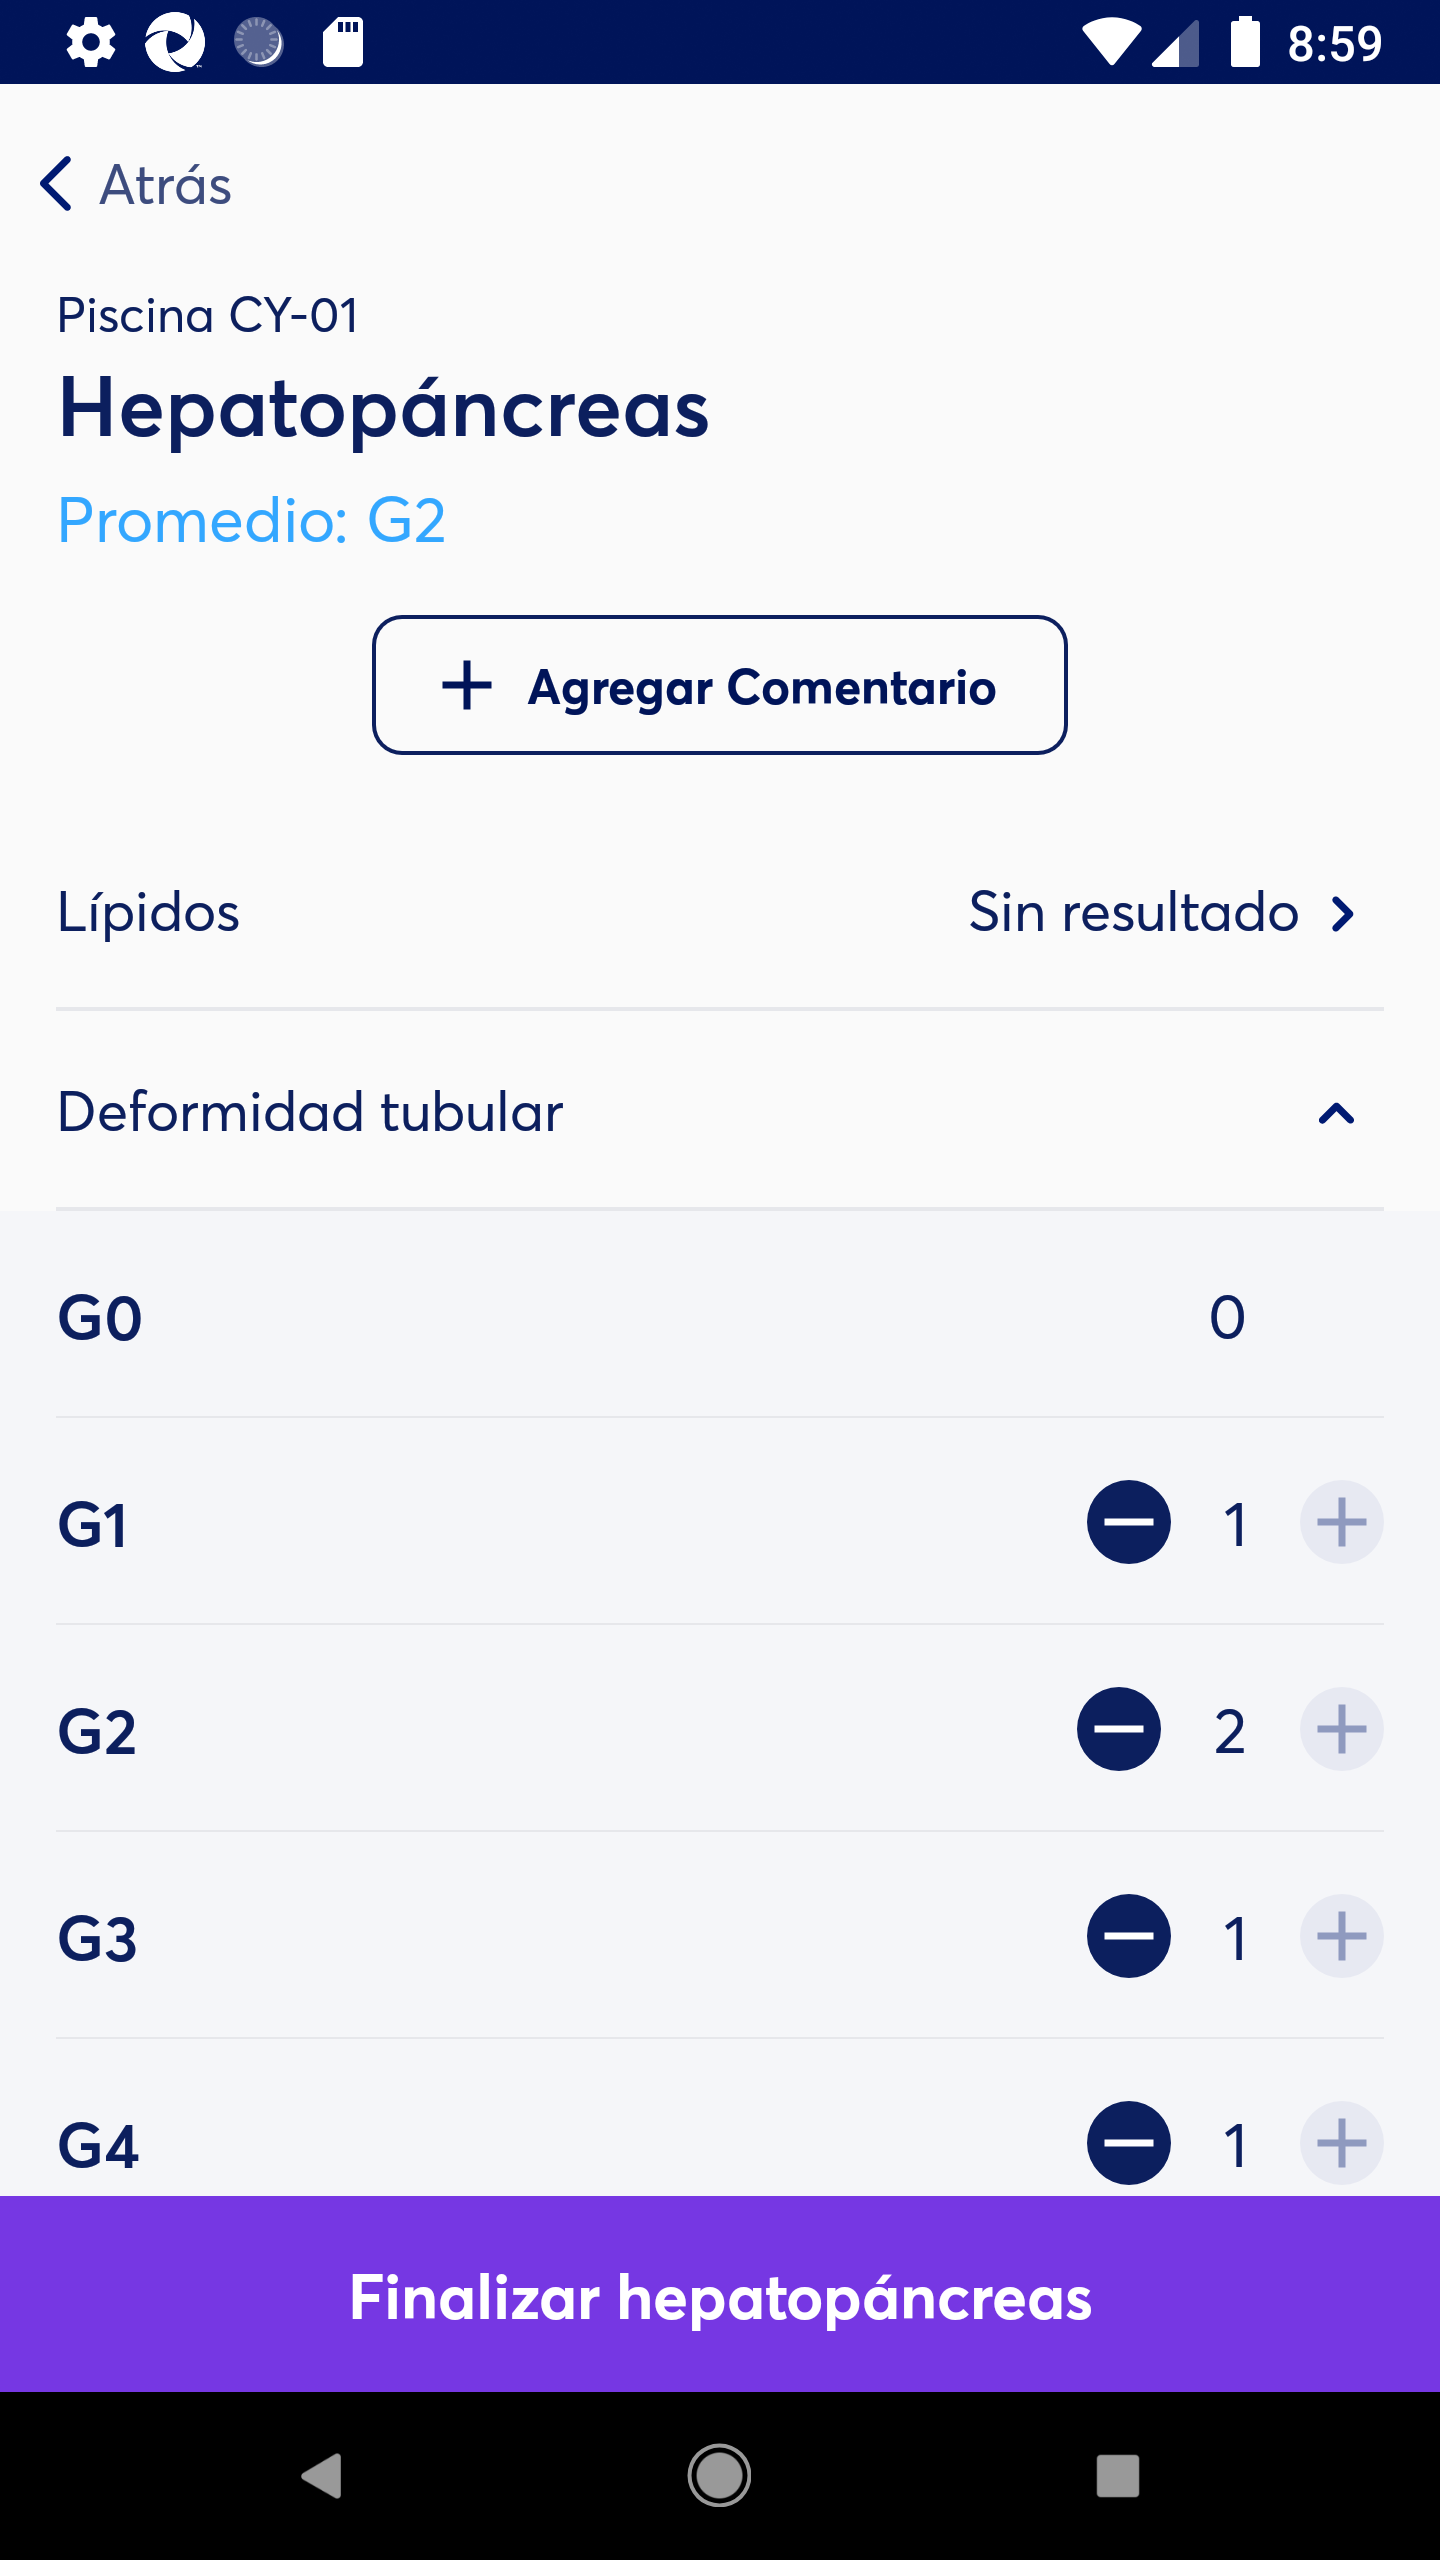 8:59
Atrás
Piscina CY-01
Hepatopáncreas
Promedio: G2
Agregar Comentario
Lípidos Sin resultado
Deformidad tubular
G0 0
G1 1
G2 2
G3 1
G4 1
Finalizar hepatopáncreas